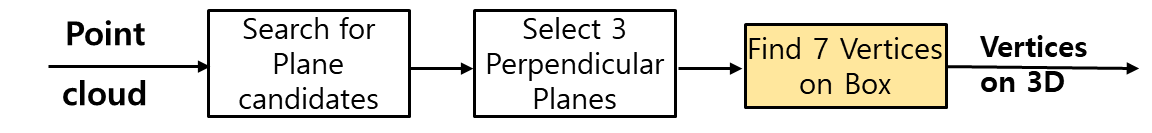 Point
cloud
Search for
Plane
candidates
Select 3
Perpendicular
Planes
Find 7 Vertices
on Box
Vertices
on 3D